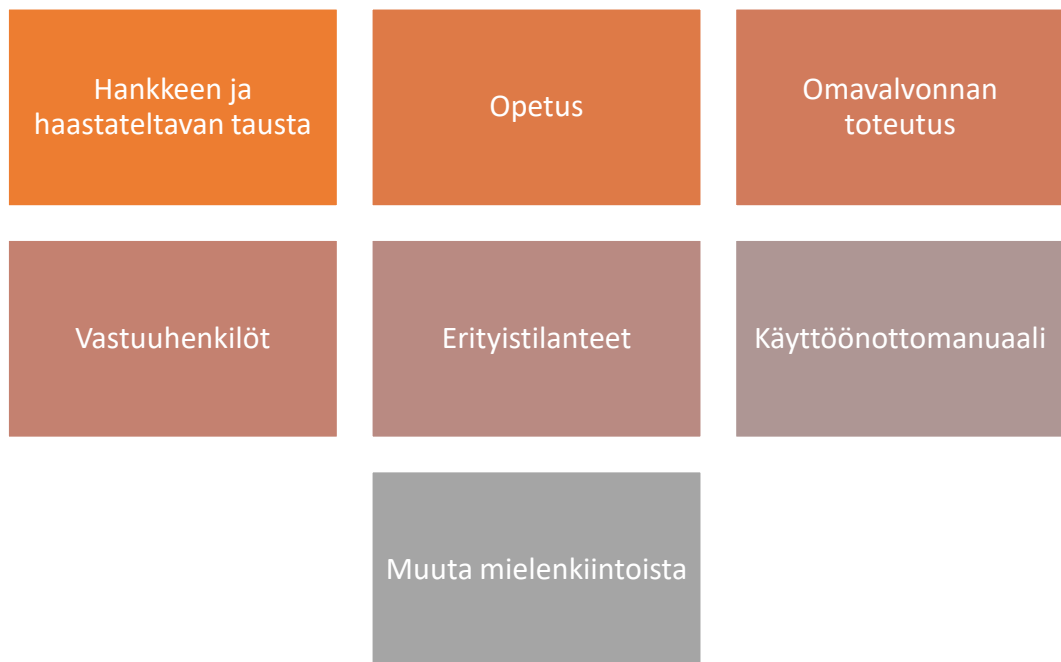 Hankkeen ja
haastateltavan tausta
Opetus
Omavalvonnan
toteutus
Vastuuhenkilöt
Erityistilanteet
Käyttöönottomanuaali
Muuta mielenkiintoista